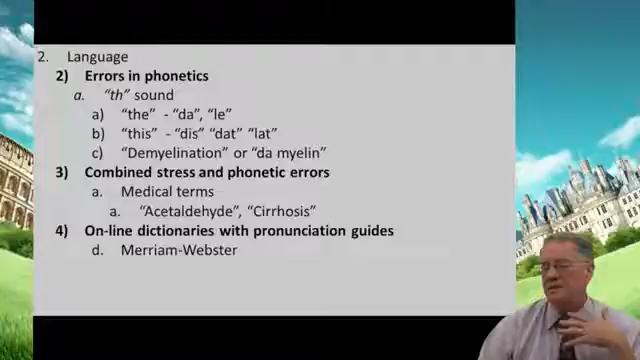 2. Language
2) Errors in phonetics
a. “th” sound
a) “the” - “da”, “le”
b) “this” - “dis” “dat” “lat”
c) “Demyelination” or “da myelin”
3) Combined stress and phonetic errors
a. Medical terms
a. “Acetaldehyde”, “Cirrhosis”
4) On-line dictionaries with pronunciation guides
d. Merriam-Webster